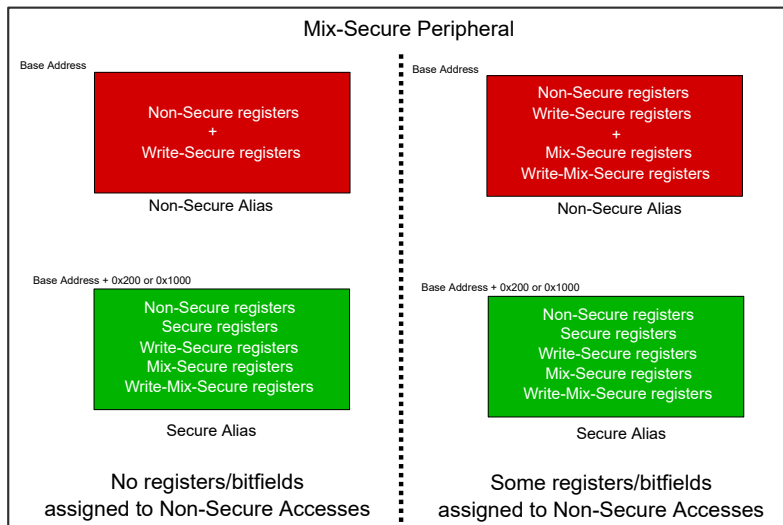 Mix-Secure Peripheral
Base Address
Non-Secure registers
+
Write-Secure registers
Non-Secure Alias
Base Address + 0x200 or 0x1000
Non-Secure registers
Secure registers
Write-Secure registers
Mix-Secure registers
Write-Mix-Secure registers
Secure Alias
No registers/bitfields
assigned to Non-Secure Accesses
Base Address
Non-Secure registers
Write-Secure registers
+
Mix-Secure registers
Write-Mix-Secure registers
Non-Secure Alias
Base Address + 0x200 or 0x1000
Non-Secure registers
Secure registers
Write-Secure registers
Mix-Secure registers
Write-Mix-Secure registers
Secure Alias
Some registers/bitfields
assigned to Non-Secure Accesses